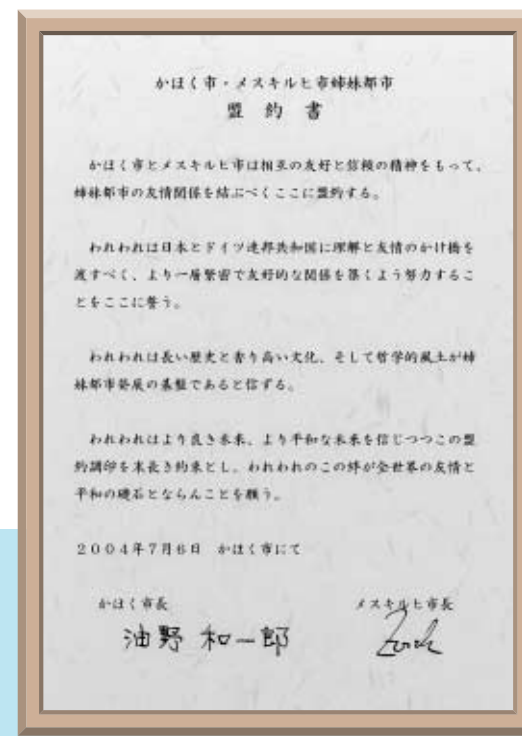 かほく市・メスキルヒ市姉妹都市
盟約書
かほく市とメスキルヒ市は相互の友好と信頼の精神をもって、
姉妹都市の友情関係を結ぶべくここに盟約する。
われわれは日本とドイツ連邦共和国に理解と友情のかけ橋を
渡すべく、より一層緊密で友好的な関係を築くよう努力するこ
とをここに誓う。
われわれは長い歴史と香り高い文化、そして哲学的風土が姉
妹都市発展の基盤であると信ずる。
われわれはより良き未来、より平和な未来を信じつつこの盟
約調印を末長き約束とし、われわれのこの絆が全世界の友情と
平和の礎石とならんことを願う。
2004年7月6日 かほく市にて
かほく市長 メスキルヒ市長
油野 和一郎